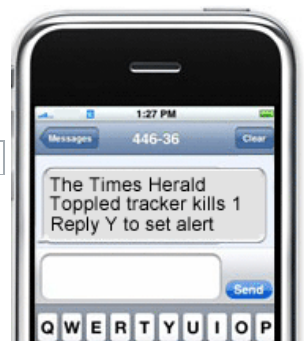 1:27 PM
Messages 446-36 Clear
The Times Herald
Toppled tracker kills 1
Reply Y to set alert
Send
Q W E R T Y U I O P